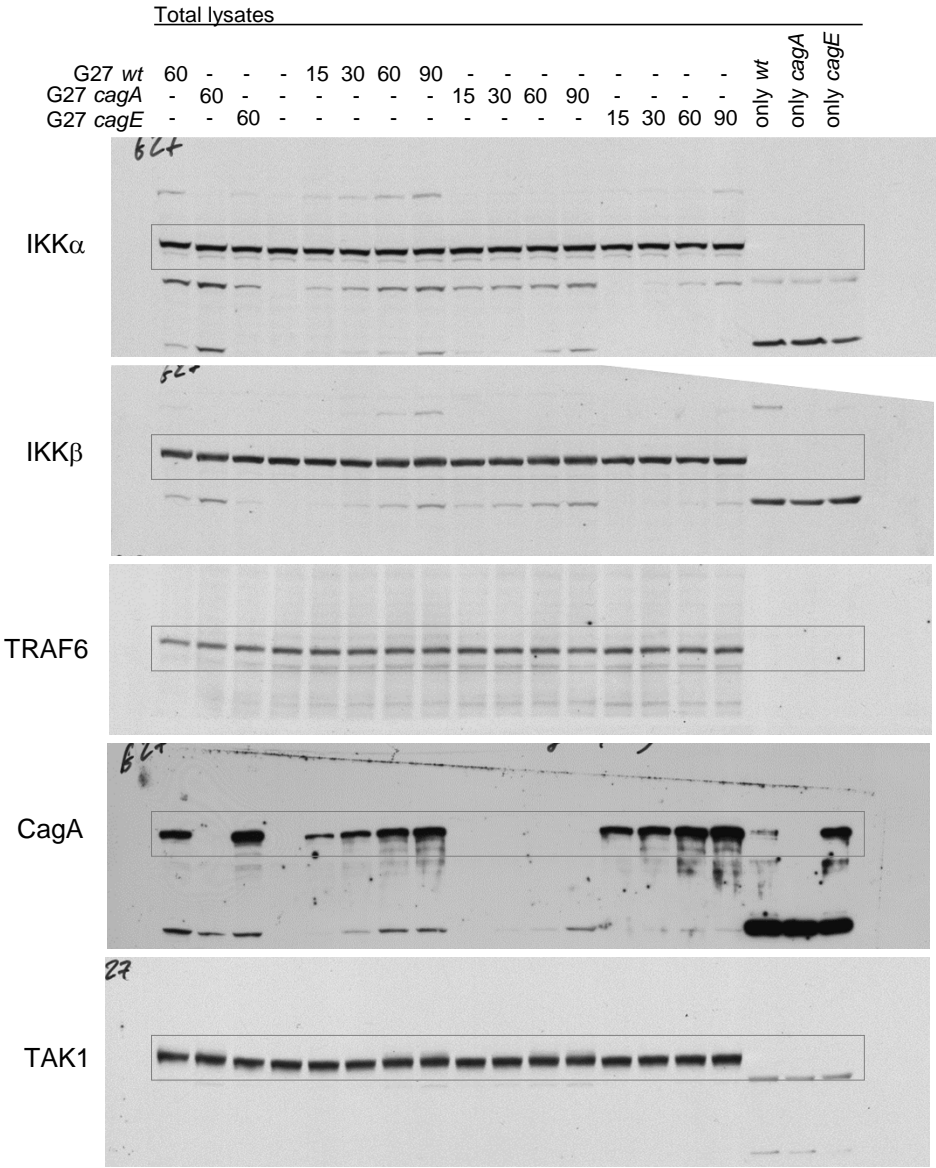 Total lysates
G27 wt 60 - - - 15 30 60 90 - - - - - - - - only wt only cagA only cagE
G27 cagA - 60 - - - - - - 15 30 60 90 - - - -
G27 cagE - - 60 - - - - - - - - - 15 30 60 90
IKKα
IKKβ
TRAF6
CagA
27
TAK1